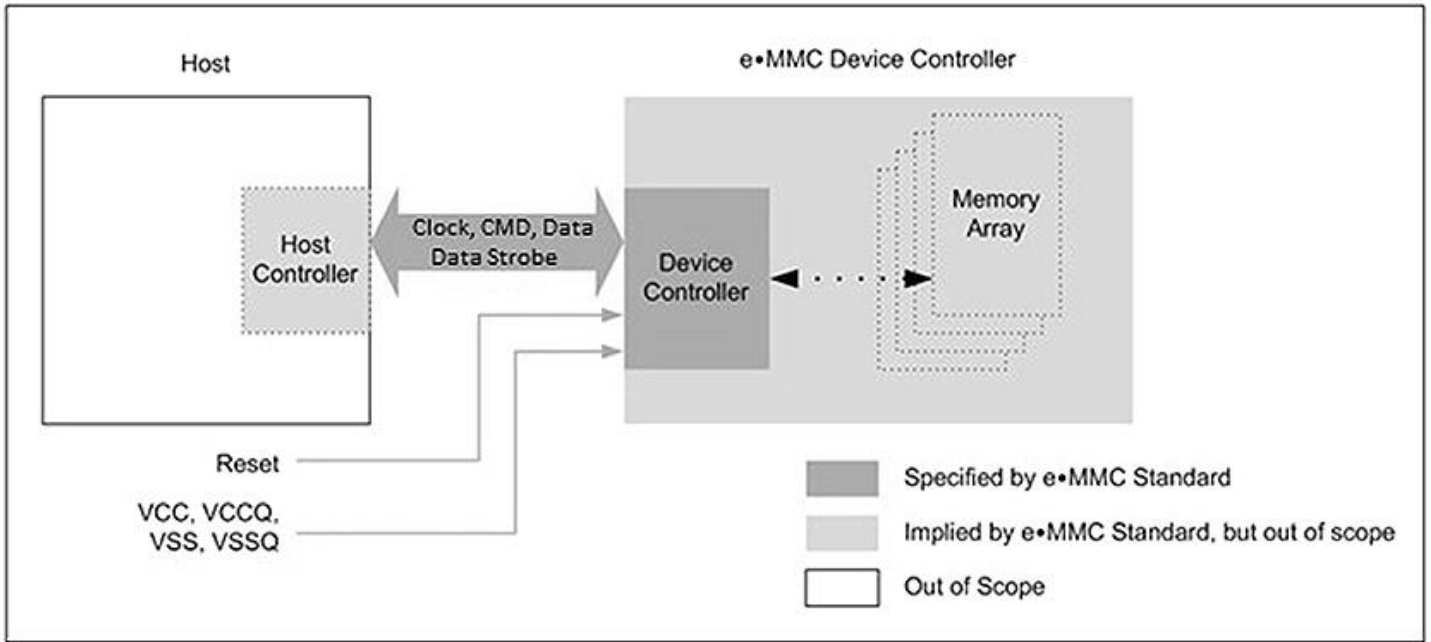 Host
e•MMC Device Controller
Memory
Array
Clock, CMD, Data
Data Strobe
Host
Controller
Device
Controller
Reset
VCC, VCCQ,
VSS, VSSQ
Specified by e•MMC Standard
Implied by e•MMC Standard, but out of scope
Out of Scope